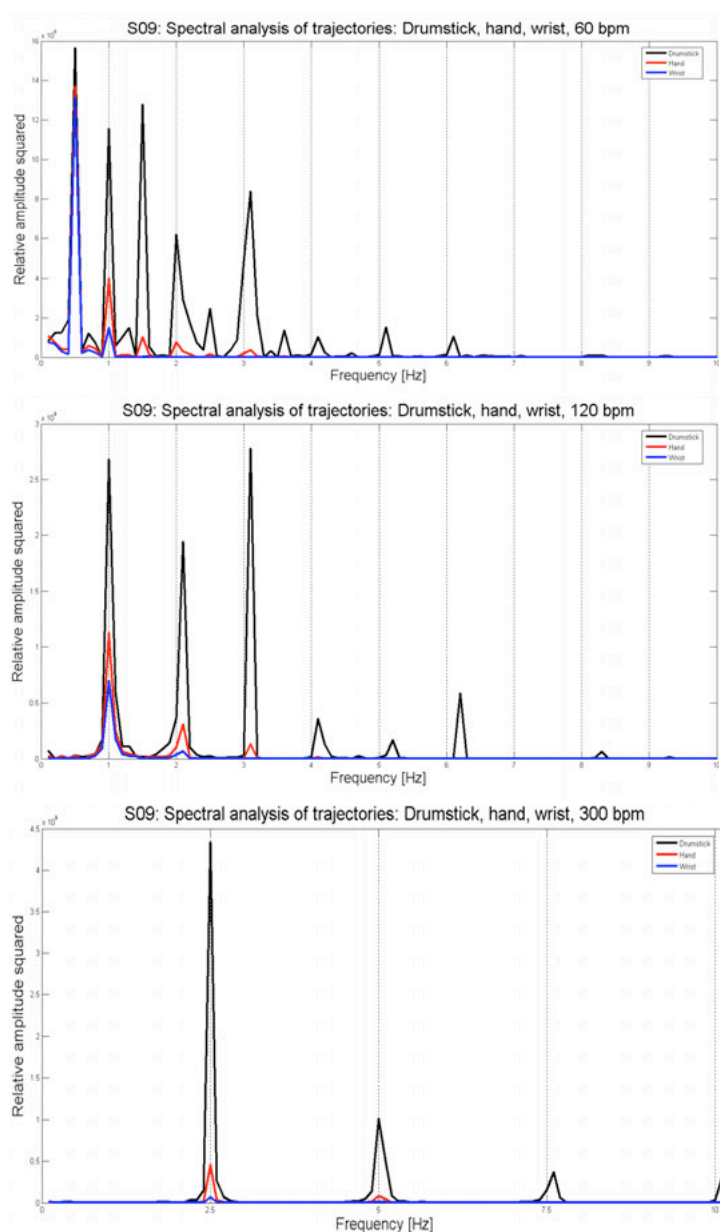 S09: Spectral analysis of trajectories: Drumstick, hand, wrist, 60 bpm
Drumstick
Hand
Wrist
Relative amplitude squared
16
14
12
10
8
6
4
2
0
0 1 2 3 4 5 6 7 8 9 10
Frequency [Hz]
S09: Spectral analysis of trajectories: Drumstick, hand, wrist, 120 bpm
Drumstick
Hand
Wrist
Relative amplitude squared
3
2.5
2
1.5
1
0.5
0
0 1 2 3 4 5 6 7 8 9 10
Frequency [Hz]
S09: Spectral analysis of trajectories: Drumstick, hand, wrist, 300 bpm
Drumstick
Hand
Wrist
Relative amplitude squared
4.5
4
3.5
3
2.5
2
1.5
1
0.5
0
0 2.5 5 7.5 10
Frequency [Hz]